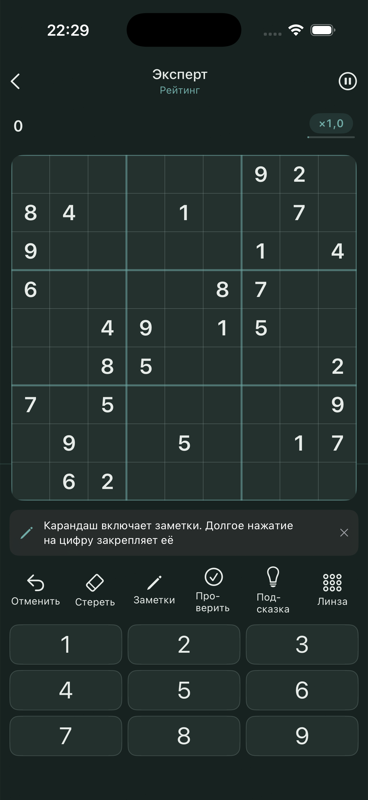 22:29
Эксперт
Рейтинг
0
×1,0
9 2
8 4 1 7
9 1 4
6 8 7
4 9 1 5
8 5 2
7 5 9
9 5 1 7
6 2
Карандаш включает заметки. Долгое нажатие
на цифру закрепляет её
Отменить
Стереть
Заметки
Про-
верить
Под-
сказка
Линза
1 2 3
4 5 6
7 8 9